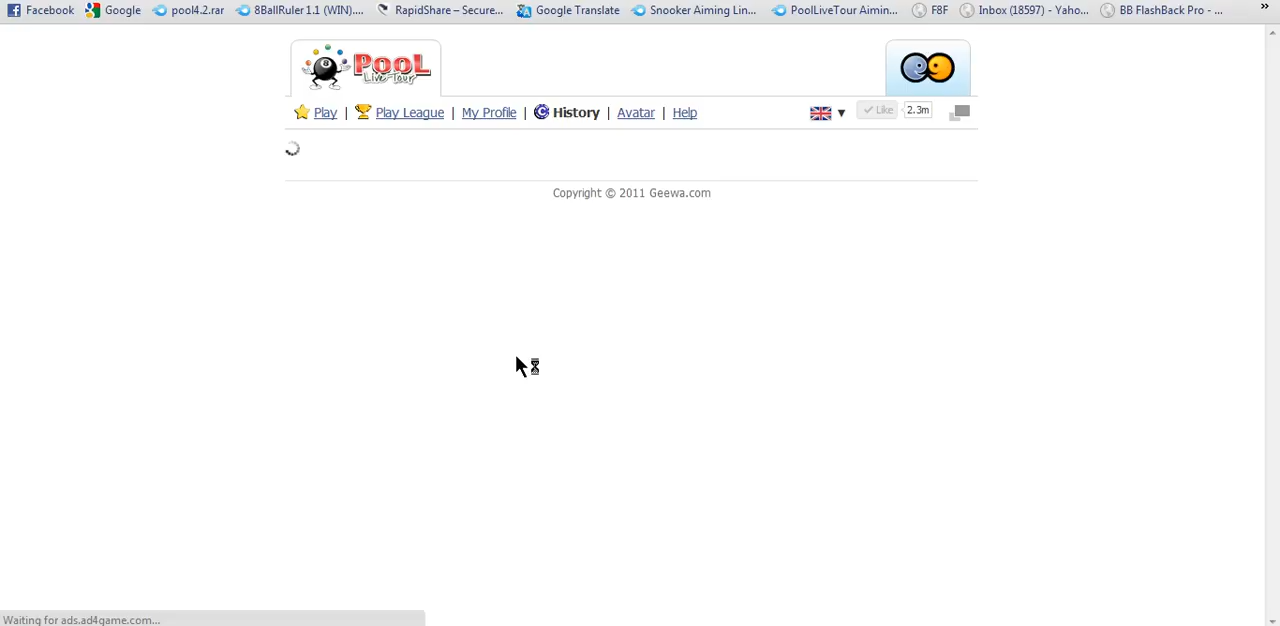 Facebook Google pool4.2.rar 8BallRuler1.1 (WIN).... RapidShare – Secure... Google Translate Snooker Aiming Lin... PoolLiveTour Aimin... F8F Inbox (18597) - Yaho... BB FlashBack Pro - ... »
8 PooL
Live-Tour
Play | Play League | My Profile | History | Avatar | Help Like 2.3m
Copyright © 2011 Geewa.com
Waiting for ads.ad4game.com...